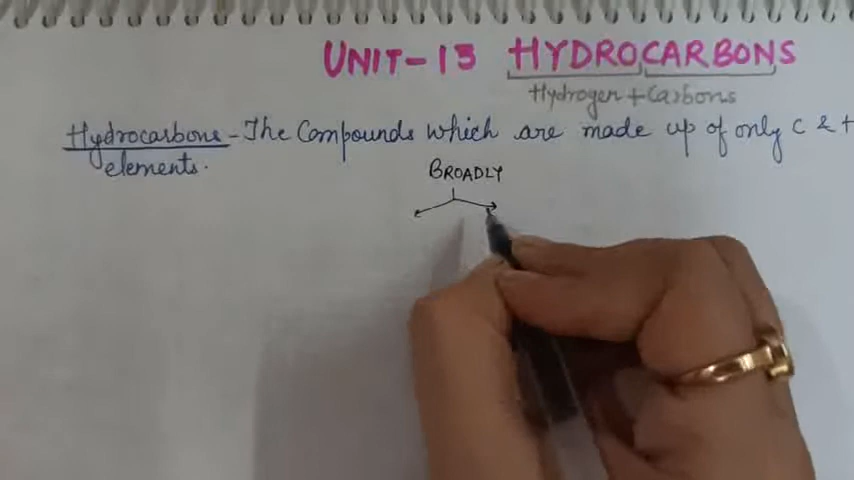 UNIT-13 HYDROCARBONS
Hydrogen + Carbons
Hydrocarbons - The Compounds which are made up of only C & H
elements.
BROADLY